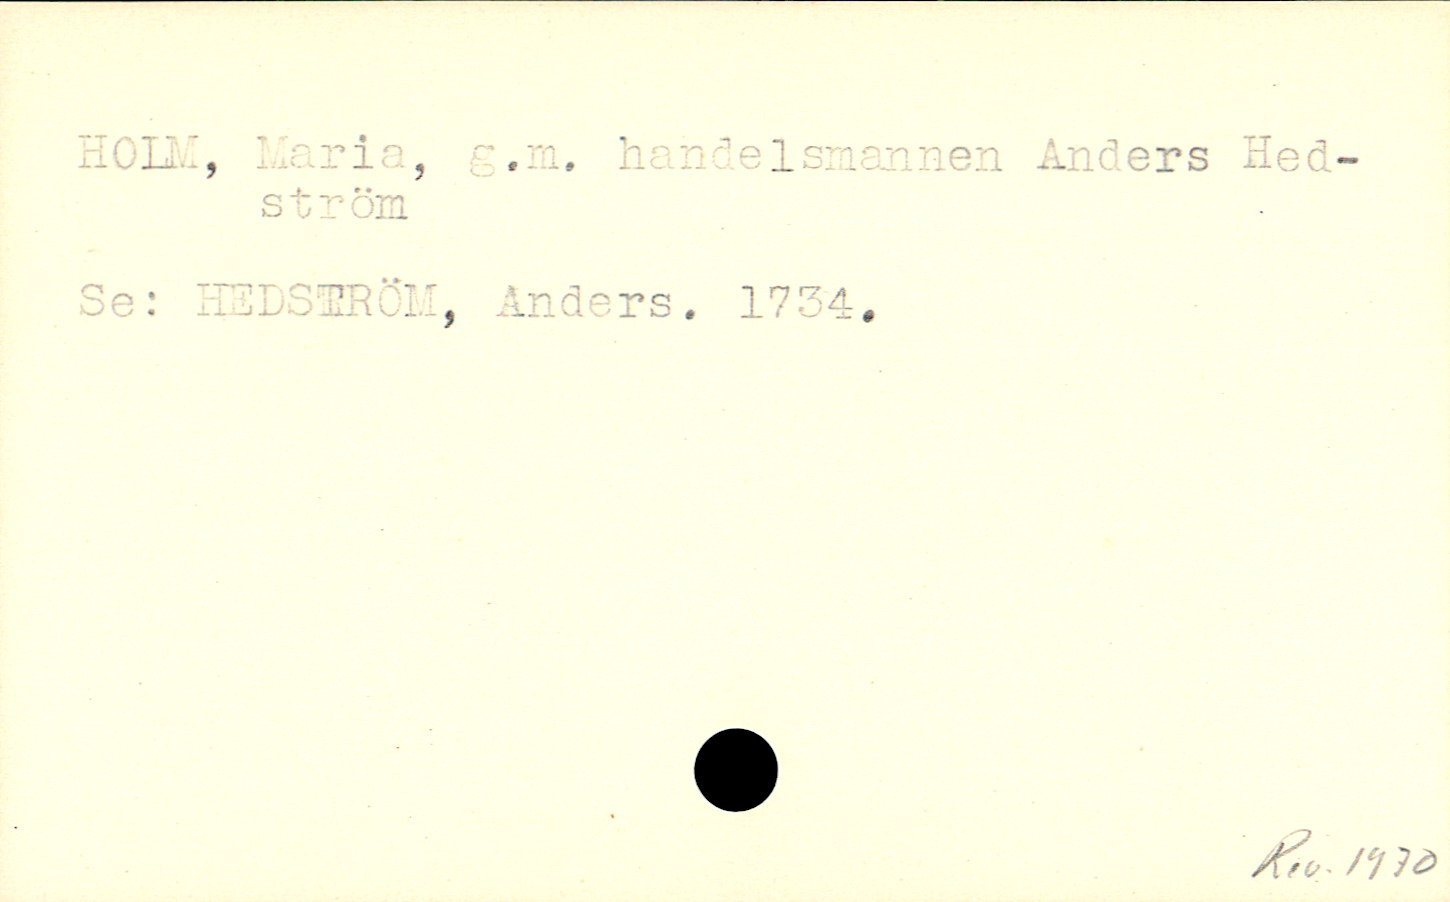 HOLM, Maria, g.m. handelsmannen Anders Hed-
ström
Se: HEDSTRÖM, Anders. 1734.
Rev. 1970